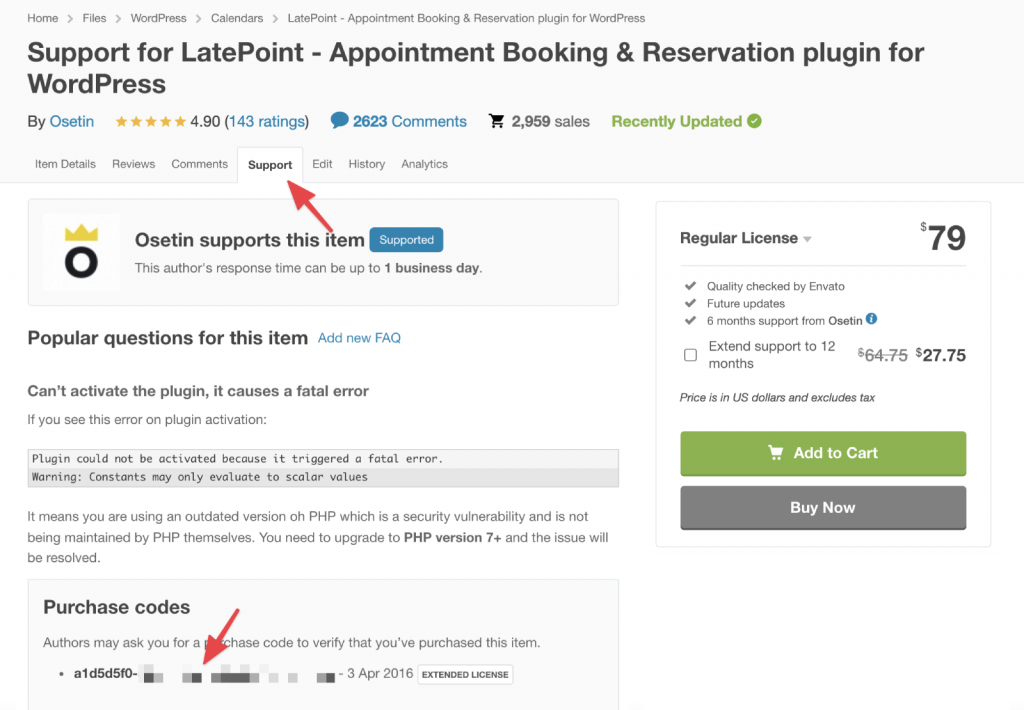 Home > Files > WordPress > Calendars > LatePoint - Appointment Booking & Reservation plugin for WordPress
Support for LatePoint - Appointment Booking & Reservation plugin for
WordPress
By Osetin 4.90 (143 ratings) 2623 Comments 2,959 sales Recently Updated
Item Details Reviews Comments Support Edit History Analytics
Osetin supports this item Supported
This author's response time can be up to 1 business day.
Popular questions for this item Add new FAQ
Can't activate the plugin, it causes a fatal error
If you see this error on plugin activation:
Plugin could not be activated because it triggered a fatal error.
Warning: Constants may only evaluate to scalar values
It means you are using an outdated version oh PHP which is a security vulnerability and is not
being maintained by PHP themselves. You need to upgrade to PHP version 7+ and the issue will
be resolved.
Purchase codes
Authors may ask you for a purchase code to verify that you've purchased this item.
• a1d5d5f0- - 3 Apr 2016 EXTENDED LICENSE
Regular License $79
Quality checked by Envato
Future updates
6 months support from Osetin
Extend support to 12 $64.75 $27.75
months
Price is in US dollars and excludes tax
Add to Cart
Buy Now